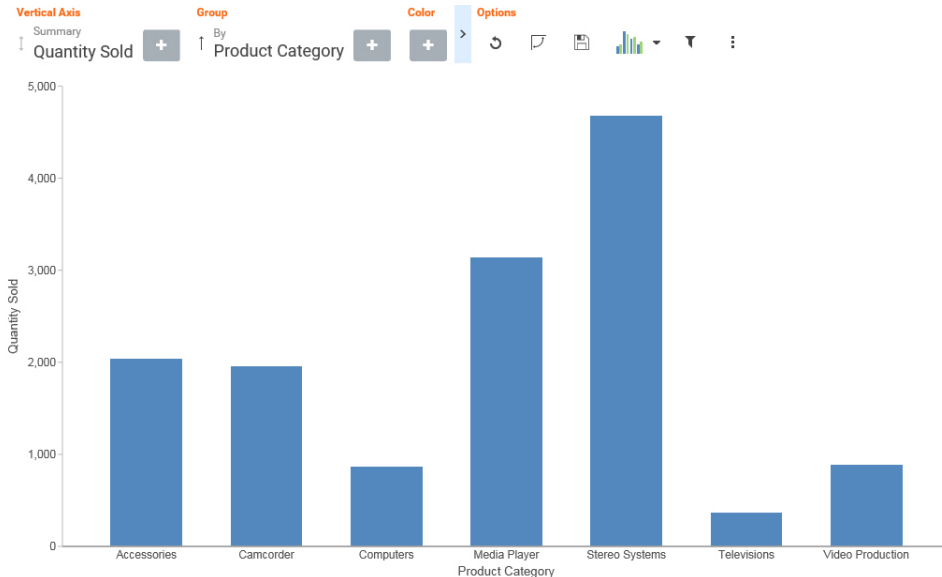 Vertical Axis
Group
Color
Options
Summary
Quantity Sold
By
Product Category
5,000
4,000
3,000
2,000
1,000
0
Quantity Sold
Accessories
Camcorder
Computers
Media Player
Stereo Systems
Televisions
Video Production
Product Category